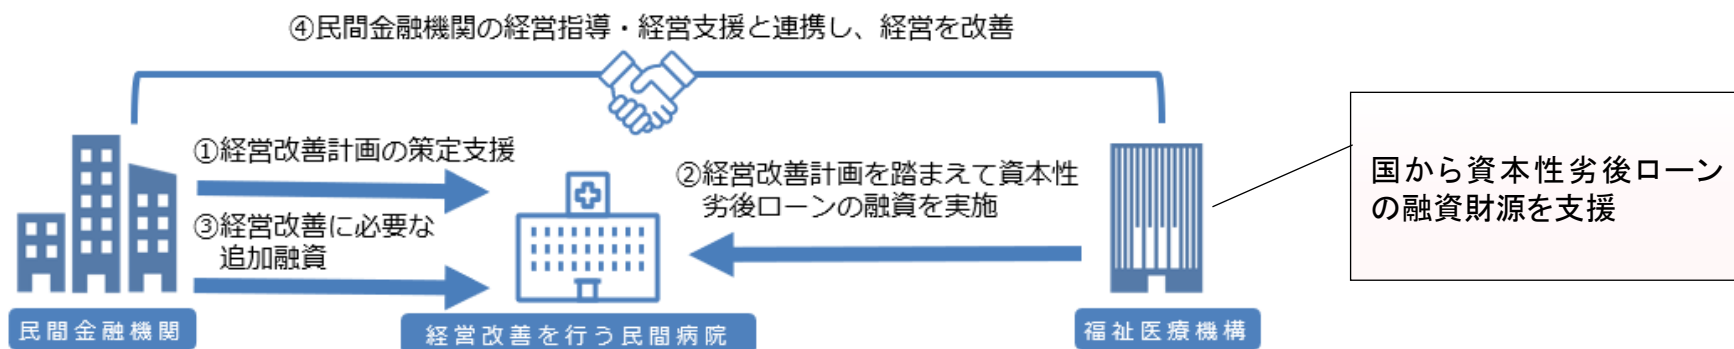 ④民間金融機関の経営指導・経営支援と連携し、経営を改善
①経営改善計画の策定支援
③経営改善に必要な
追加融資
②経営改善計画を踏まえて資本性
劣後ローンの融資を実施
国から資本性劣後ローン
の融資財源を支援
民間金融機関
経営改善を行う民間病院
福祉医療機構